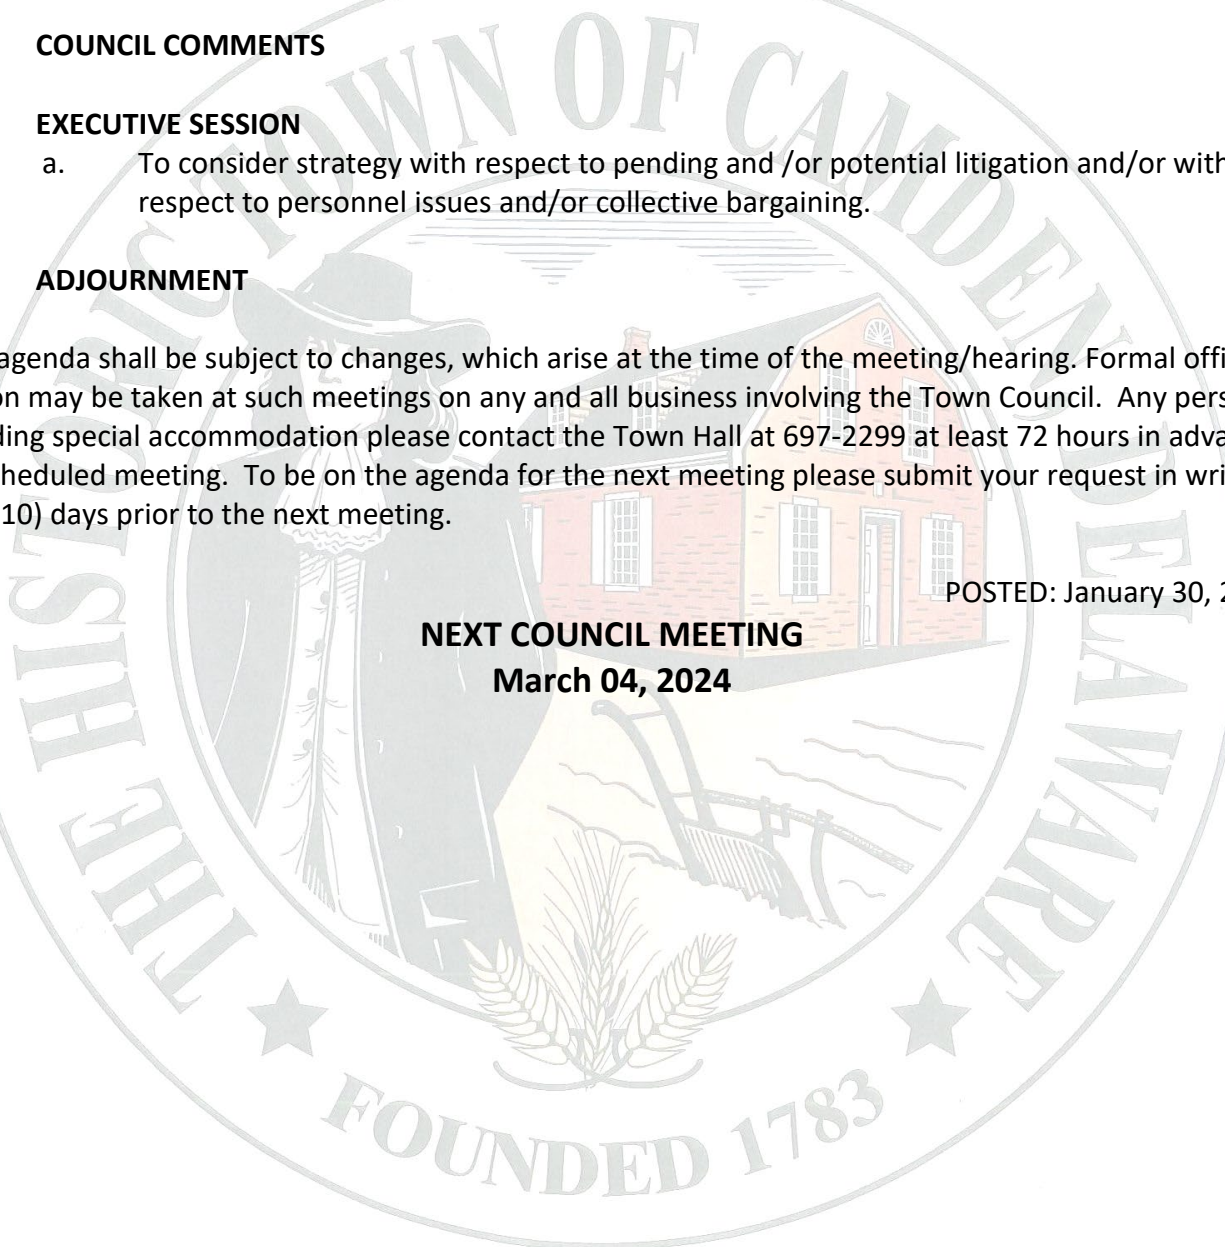 COUNCIL COMMENTS
EXECUTIVE SESSION
a. To consider strategy with respect to pending and /or potential litigation and/or with
respect to personnel issues and/or collective bargaining.
ADJOURNMENT
agenda shall be subject to changes, which arise at the time of the meeting/hearing. Formal offi
on may be taken at such meetings on any and all business involving the Town Council. Any pers
ding special accommodation please contact the Town Hall at 697-2299 at least 72 hours in adva
heduled meeting. To be on the agenda for the next meeting please submit your request in wri
10) days prior to the next meeting.
POSTED: January 30, 2
NEXT COUNCIL MEETING
March 04, 2024
THE HISTORIC TOWN OF CAMDEN DELAWARE
FOUNDED 1783